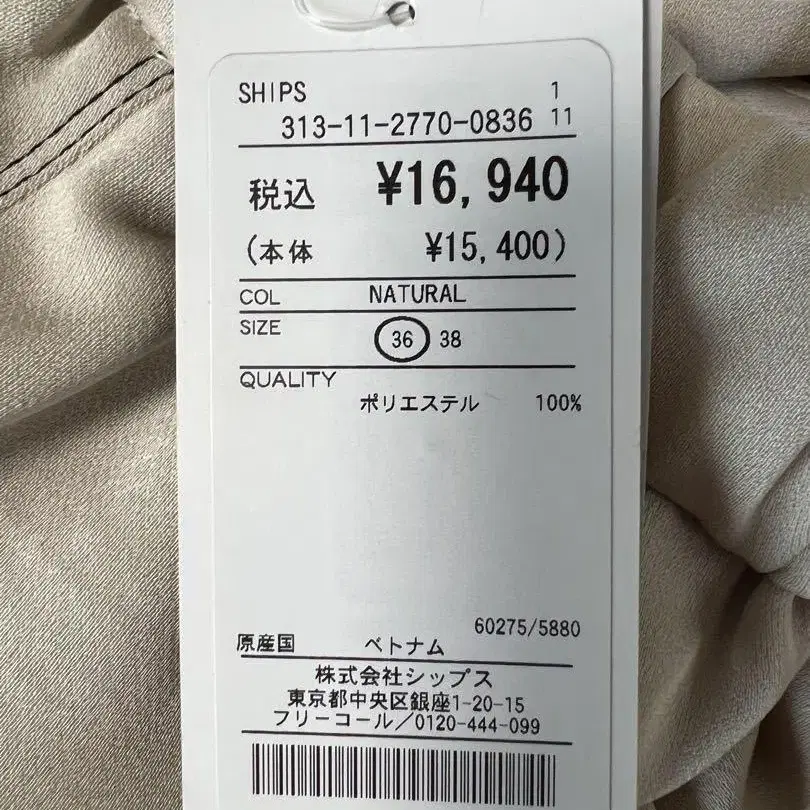 SHIPS 1
313-11-2770-0836 11
税込 ¥16,940
(本体 ¥15,400)
COL NATURAL
SIZE 36 38
QUALITY
ポリエステル 100%
60275/5880
原産国 ベトナム
株式会社シップス
東京都中央区銀座1-20-15
フリーコール/0120-444-099